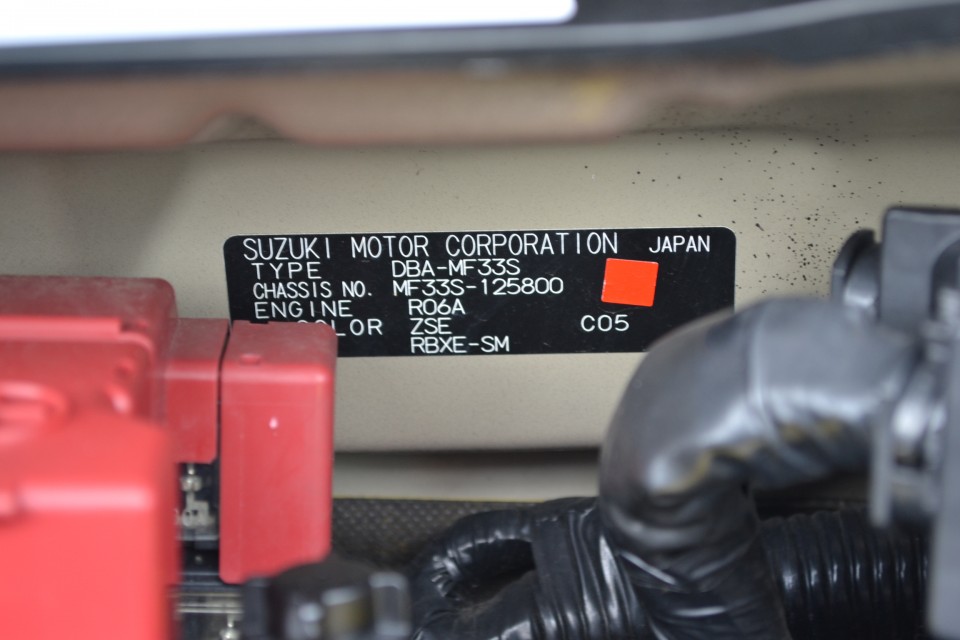 SUZUKI MOTOR CORPORATION JAPAN
TYPE DBA-MF33S
CHASSIS NO. MF33S-125800
ENGINE R06A
COLOR ZSE C05
RBXE-SM